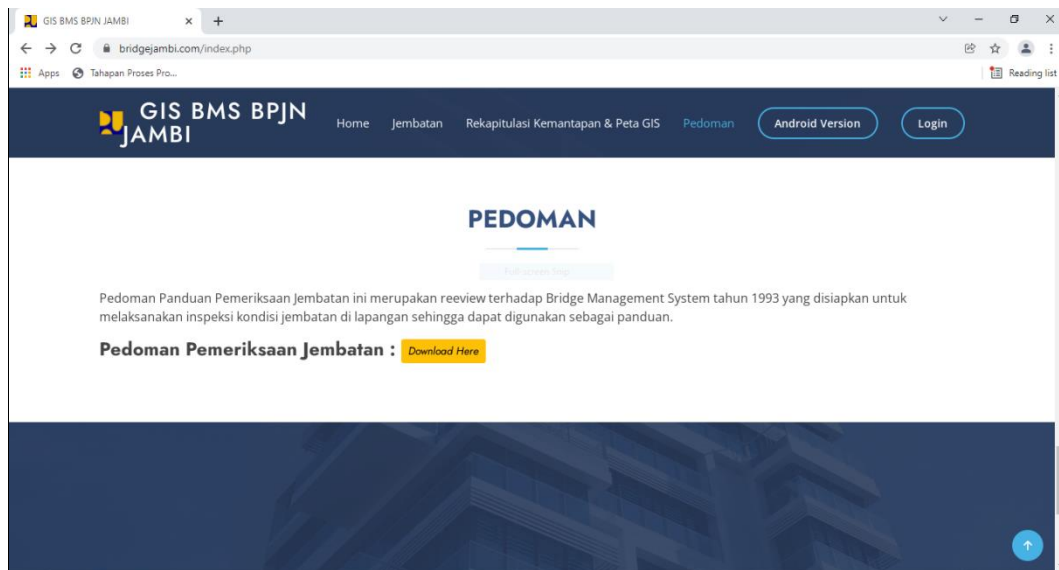 GIS BMS BPJN JAMBI
bridgejambi.com/index.php
Apps Tahapan Proses Pro... Reading list
GIS BMS BPJN
JAMBI
Home Jembatan Rekapitulasi Kemantapan & Peta GIS Pedoman Android Version Login
PEDOMAN
Pedoman Panduan Pemeriksaan Jembatan ini merupakan reeview terhadap Bridge Management System tahun 1993 yang disiapkan untuk
melaksanakan inspeksi kondisi jembatan di lapangan sehingga dapat digunakan sebagai panduan.
Pedoman Pemeriksaan Jembatan : Download Here